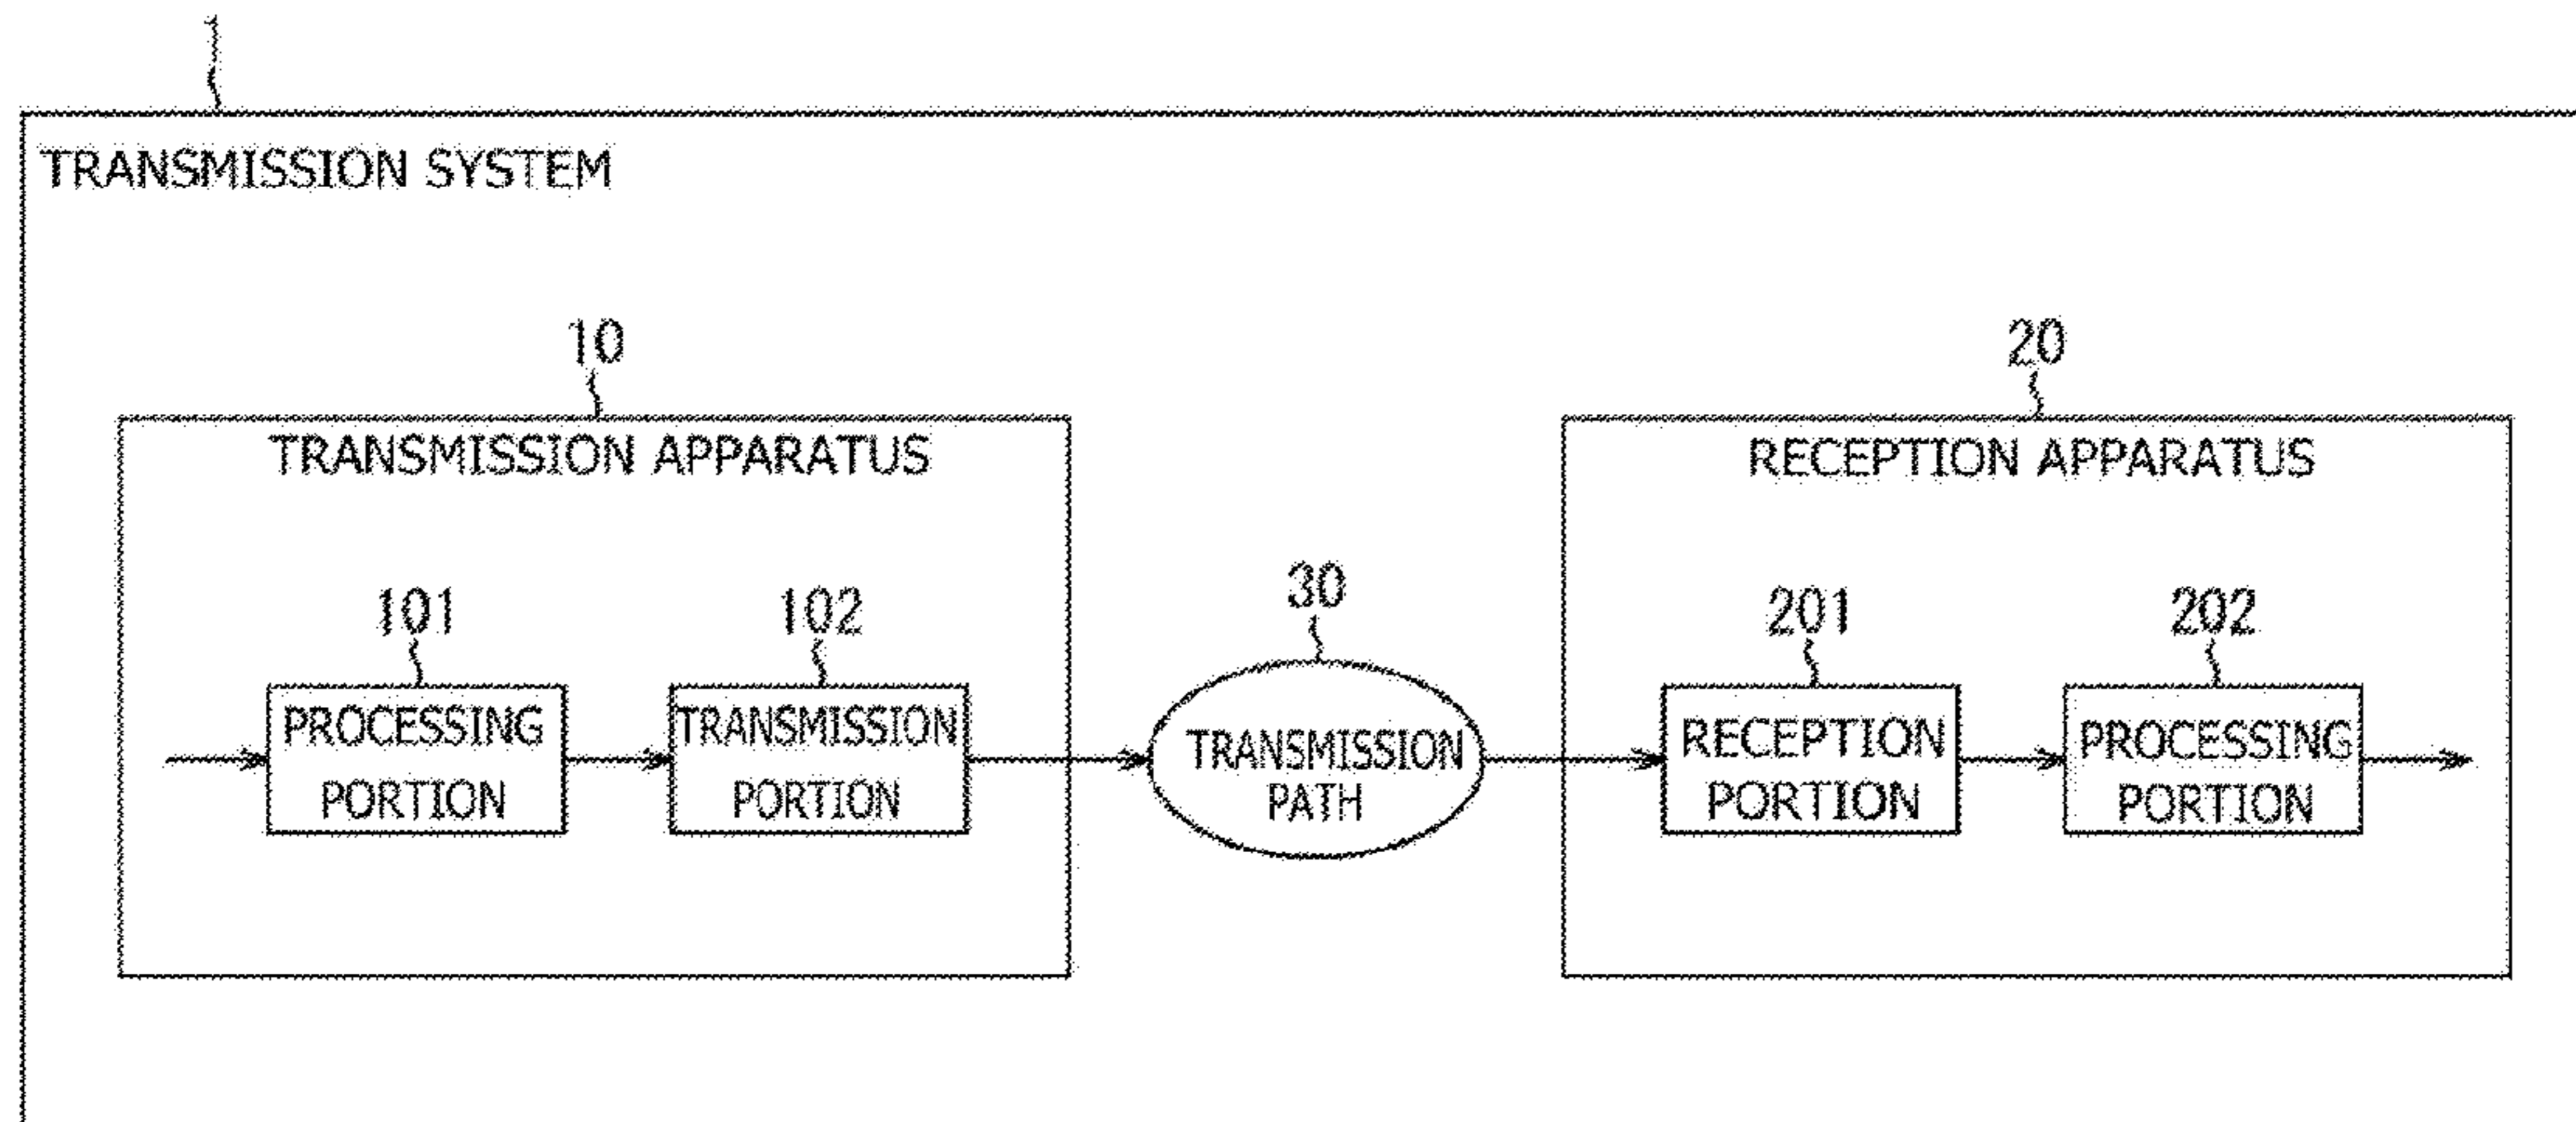 1
TRANSMISSION SYSTEM
10
TRANSMISSION APPARATUS
101
PROCESSING
PORTION
102
TRANSMISSION
PORTION
30
TRANSMISSION
PATH
20
RECEPTION APPARATUS
201
RECEPTION
PORTION
202
PROCESSING
PORTION